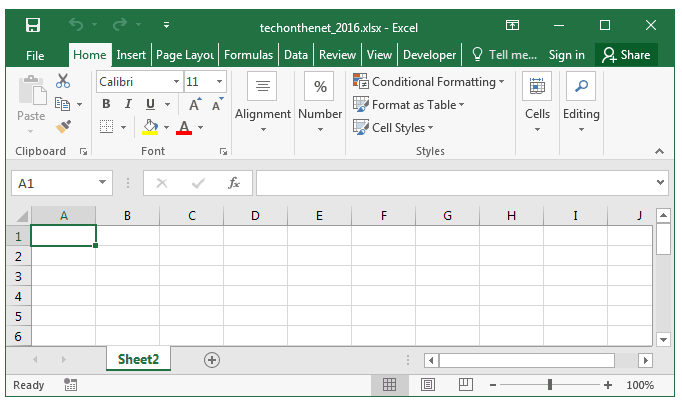 techonthenet_2016.xlsx - Excel
File Home Insert Page Layou Formulas Data Review View Developer Tell me... Sign in Share
Calibri 11
Conditional Formatting
Paste
B I U A A
Alignment
Number
%
Format as Table
Cells
Editing
A
Cell Styles
Clipboard Font Styles
A1 fx
A B C D E F G H I J
1
2
3
4
5
6
Sheet2
Ready 100%